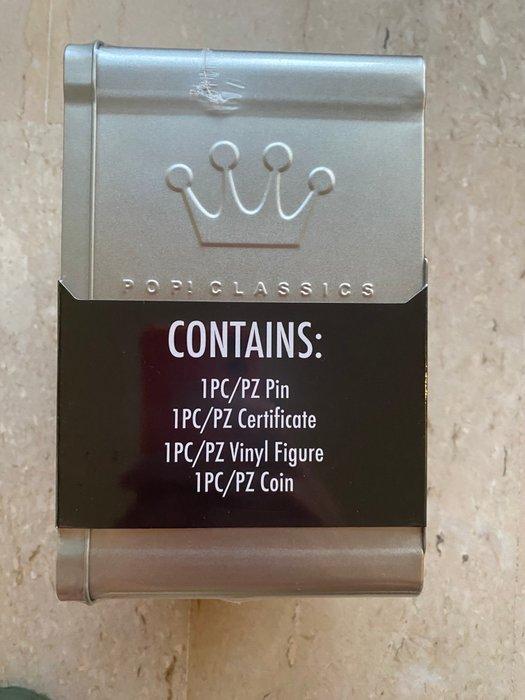 POP! CLASSICS
CONTAINS:
1PC/PZ Pin
1PC/PZ Certificate
1PC/PZ Vinyl Figure
1PC/PZ Coin